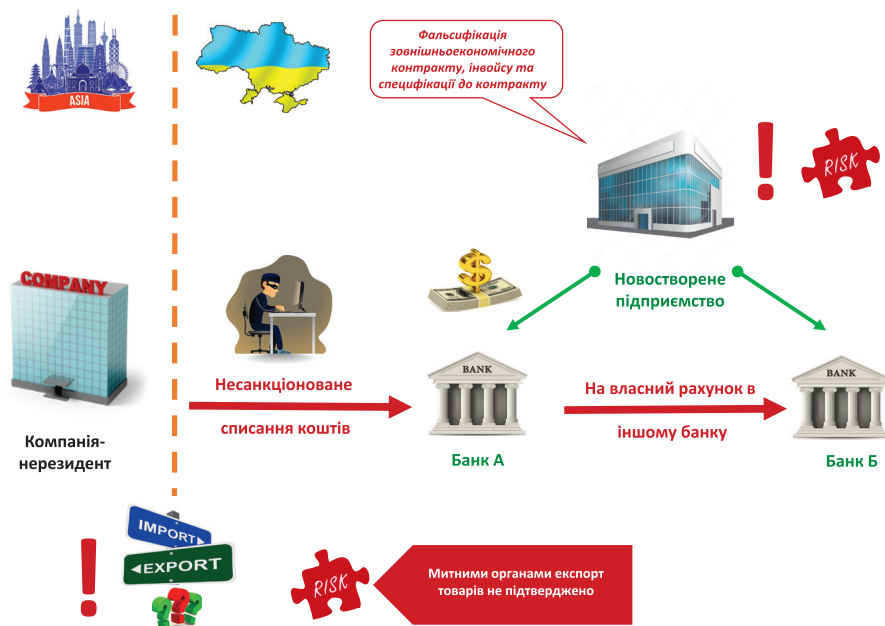 ASIA
Фальсифікація
зовнішньоекономічного
контракту, інвойсу та
специфікації до контракту
RISK
COMPANY
Новостворене
підприємство
Несанкціоноване
списання коштів
BANK
На власний рахунок в
іншому банку
BANK
Компанія-
нерезидент
Банк А
Банк Б
IMPORT
EXPORT
RISK
Митними органами експорт
товарів не підтверджено